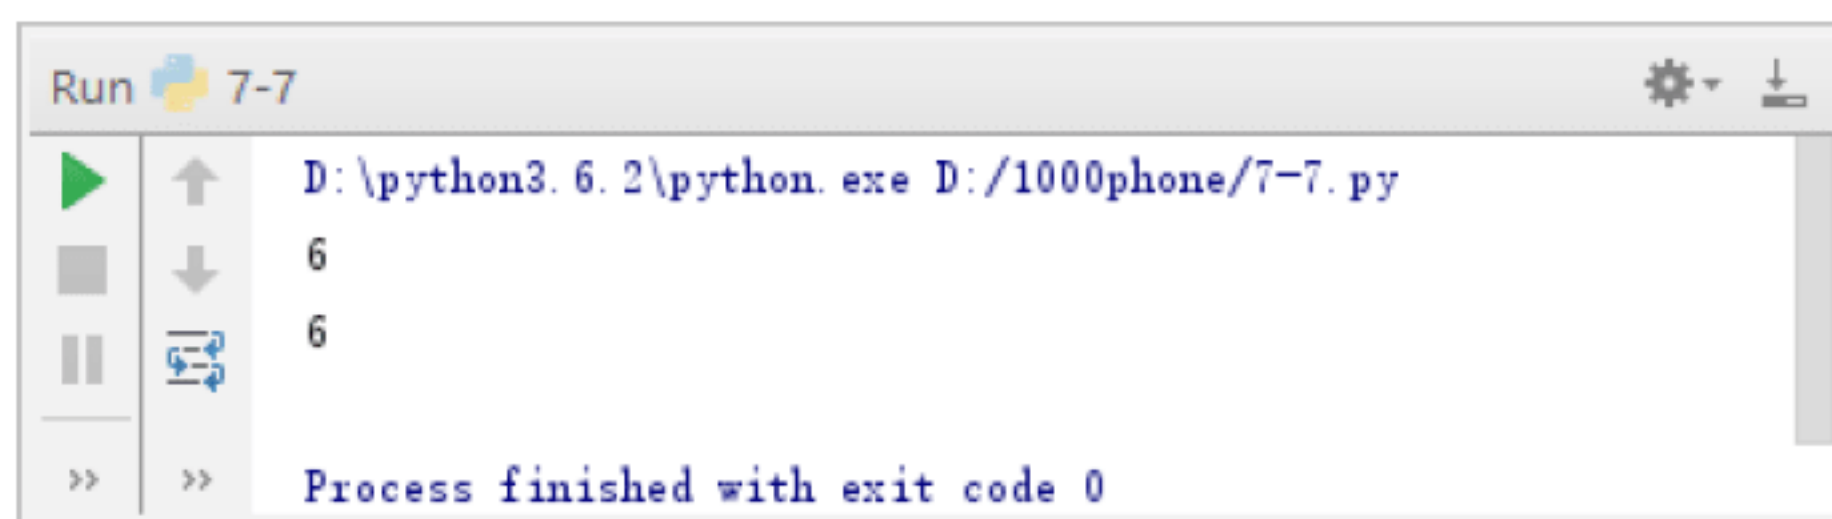 Run 7-7
D:\python3.6.2\python.exe D:/1000phone/7-7.py
6
6
Process finished with exit code 0